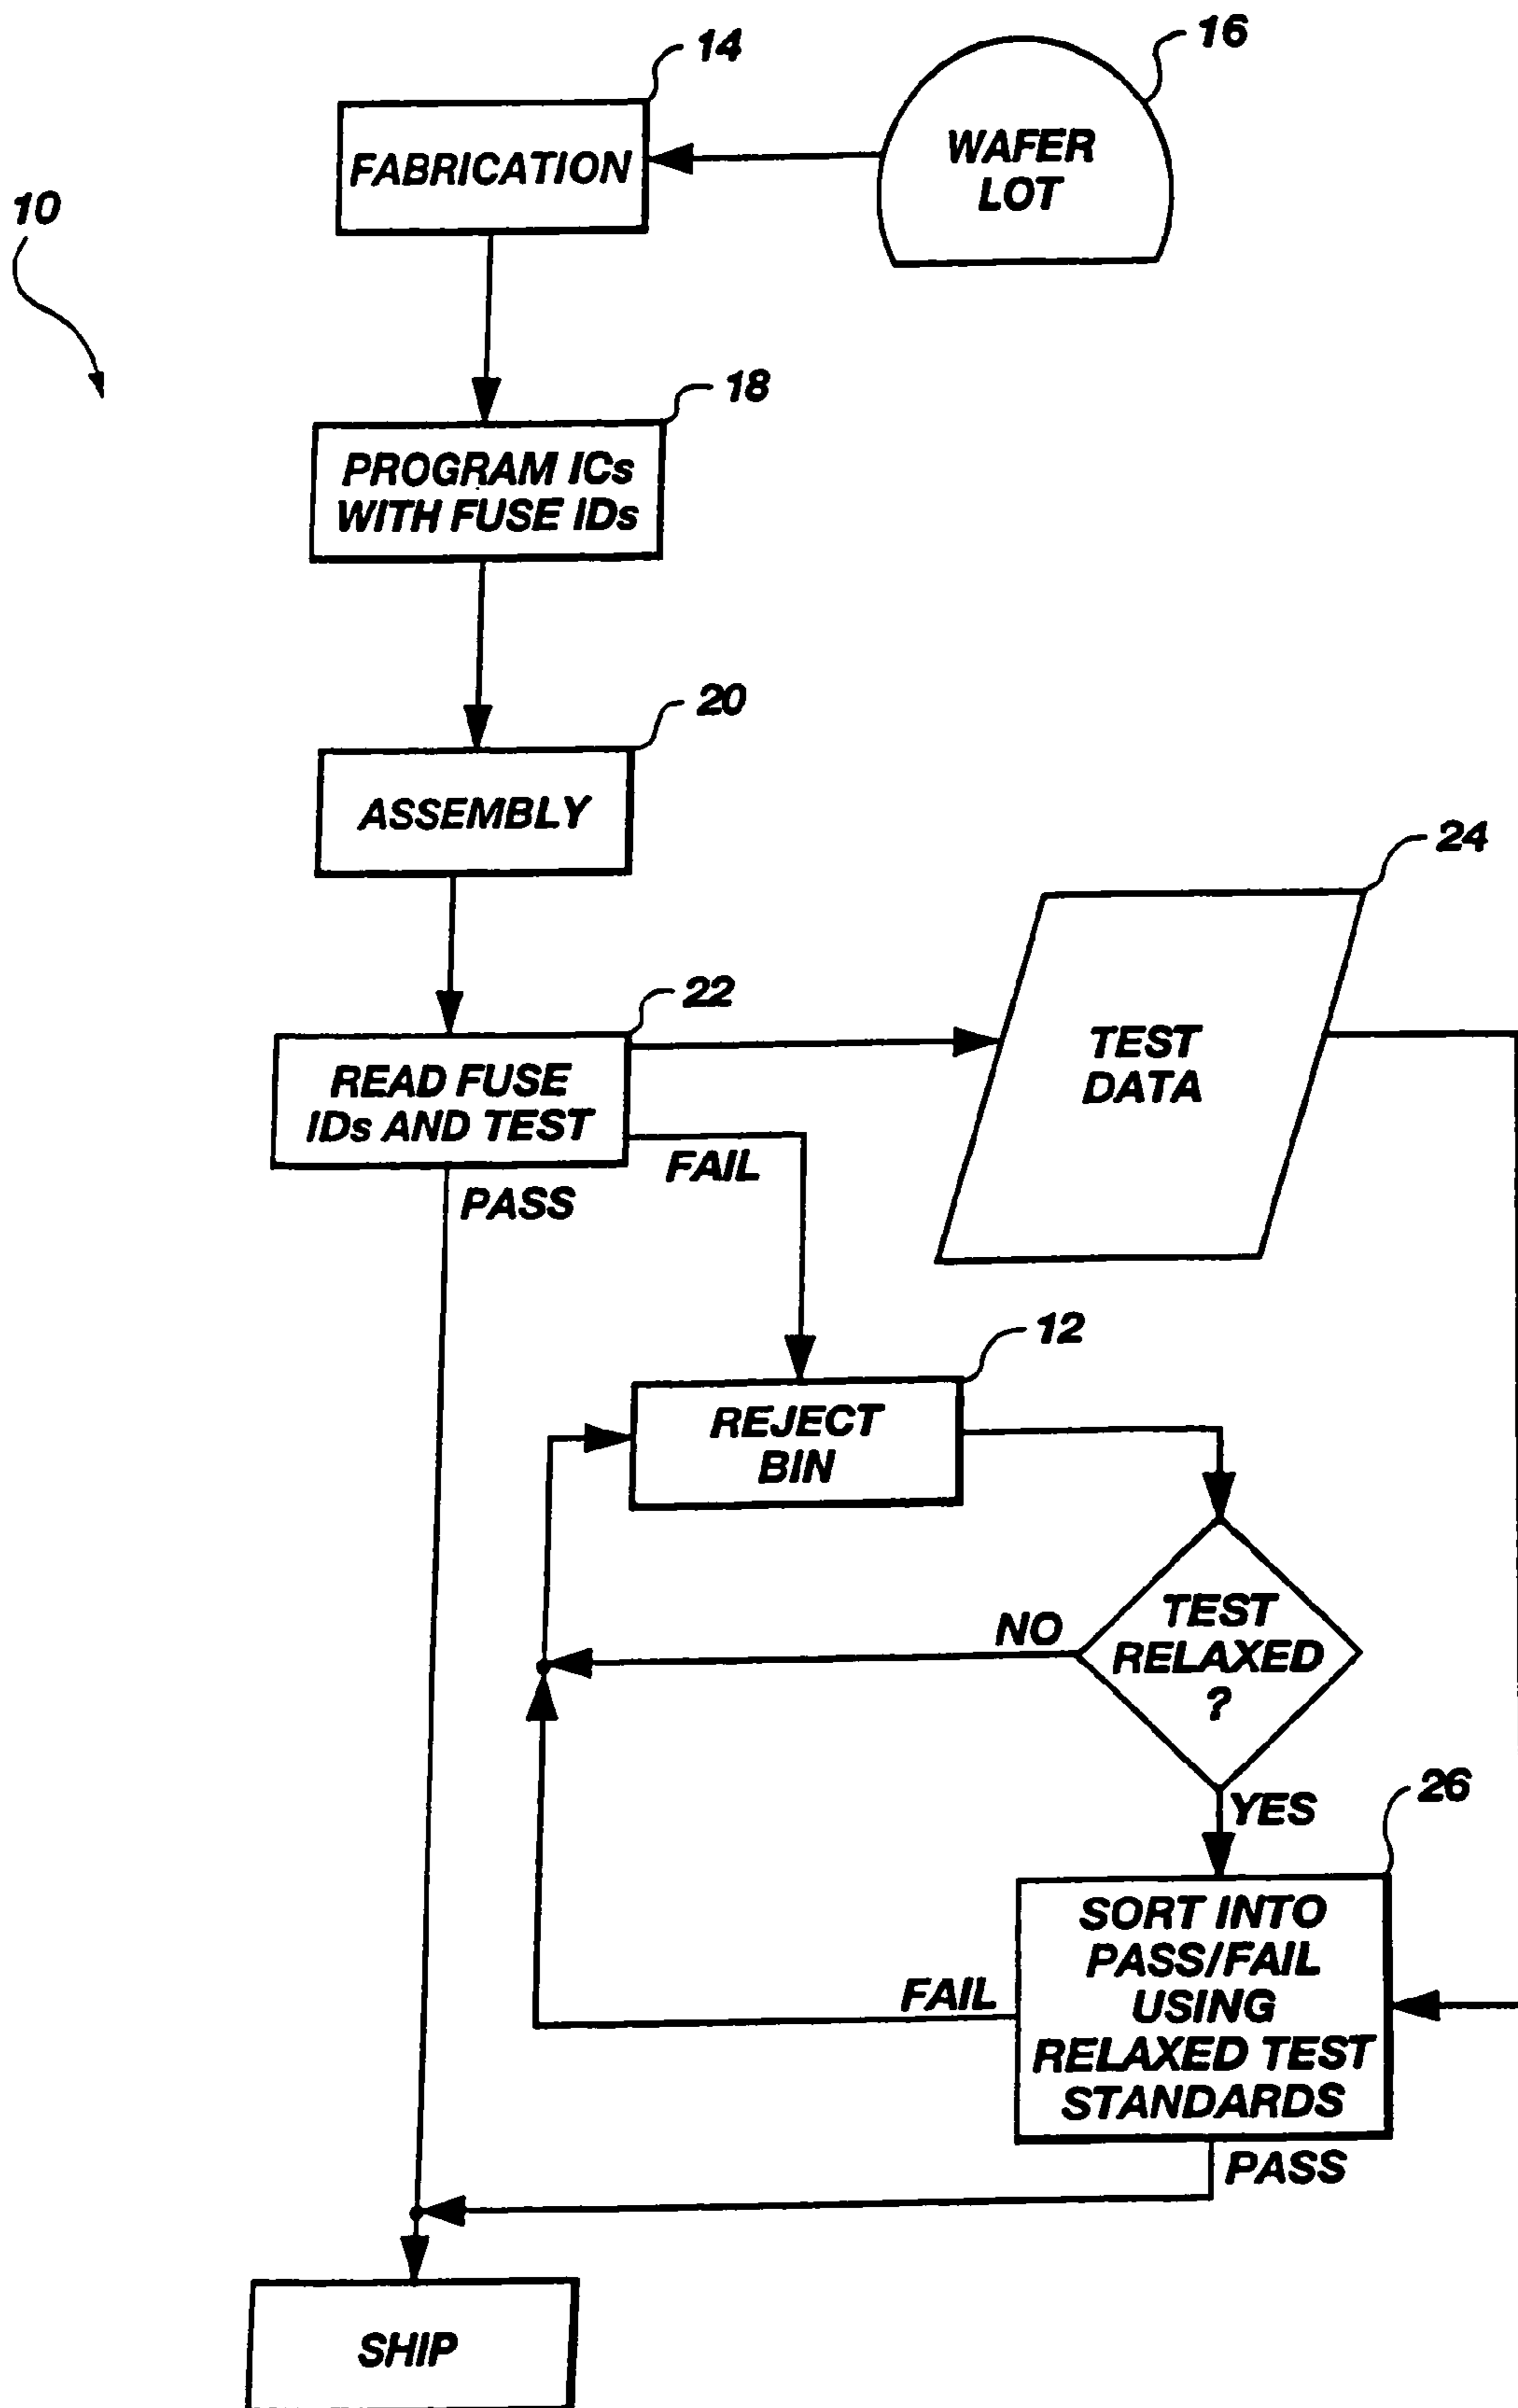 14
16
FABRICATION
WAFER
LOT
10
18
PROGRAM ICs
WITH FUSE IDs
20
ASSEMBLY
24
22
READ FUSE
IDs AND TEST
TEST
DATA
FAIL
PASS
12
REJECT
BIN
NO
TEST
RELAXED
?
YES
26
SORT INTO
PASS/FAIL
USING
RELAXED TEST
STANDARDS
FAIL
PASS
SHIP